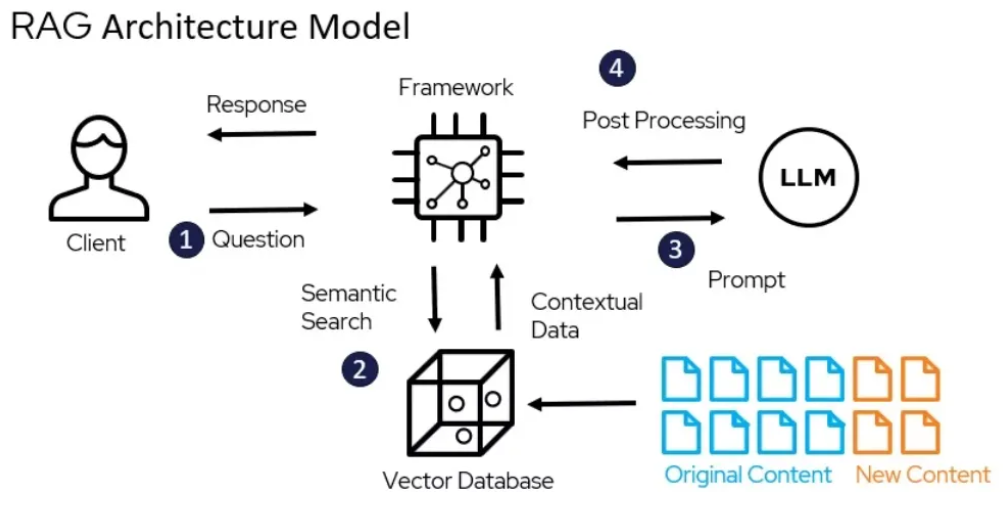 RAG Architecture Model
4
Framework
Response
Post Processing
LLM
Client
1
Question
3
Prompt
Semantic
Search
Contextual
Data
2
Original Content
New Content
Vector Database